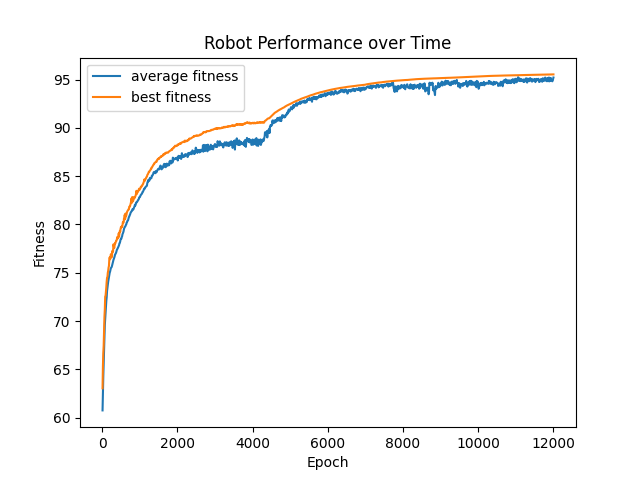 Robot Performance over Time
average fitness
best fitness
Fitness
95
90
85
80
75
70
65
60
0 2000 4000 6000 8000 10000 12000
Epoch